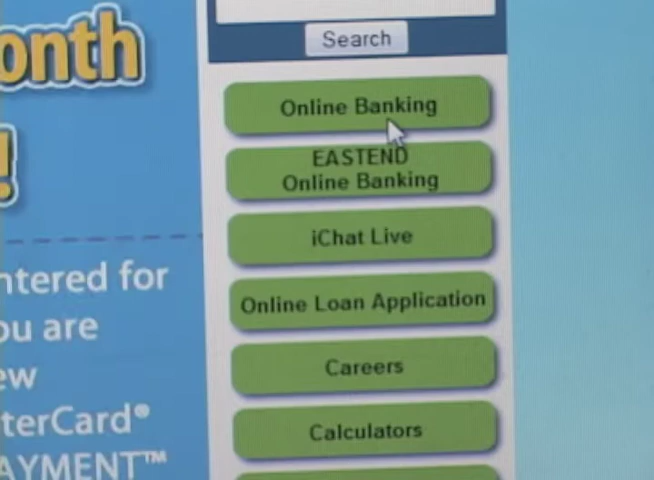 onth
!
Search
Online Banking
EASTEND
Online Banking
iChat Live
Online Loan Application
Careers
Calculators
ntered for
ou are
ew
terCard®
AYMENT™